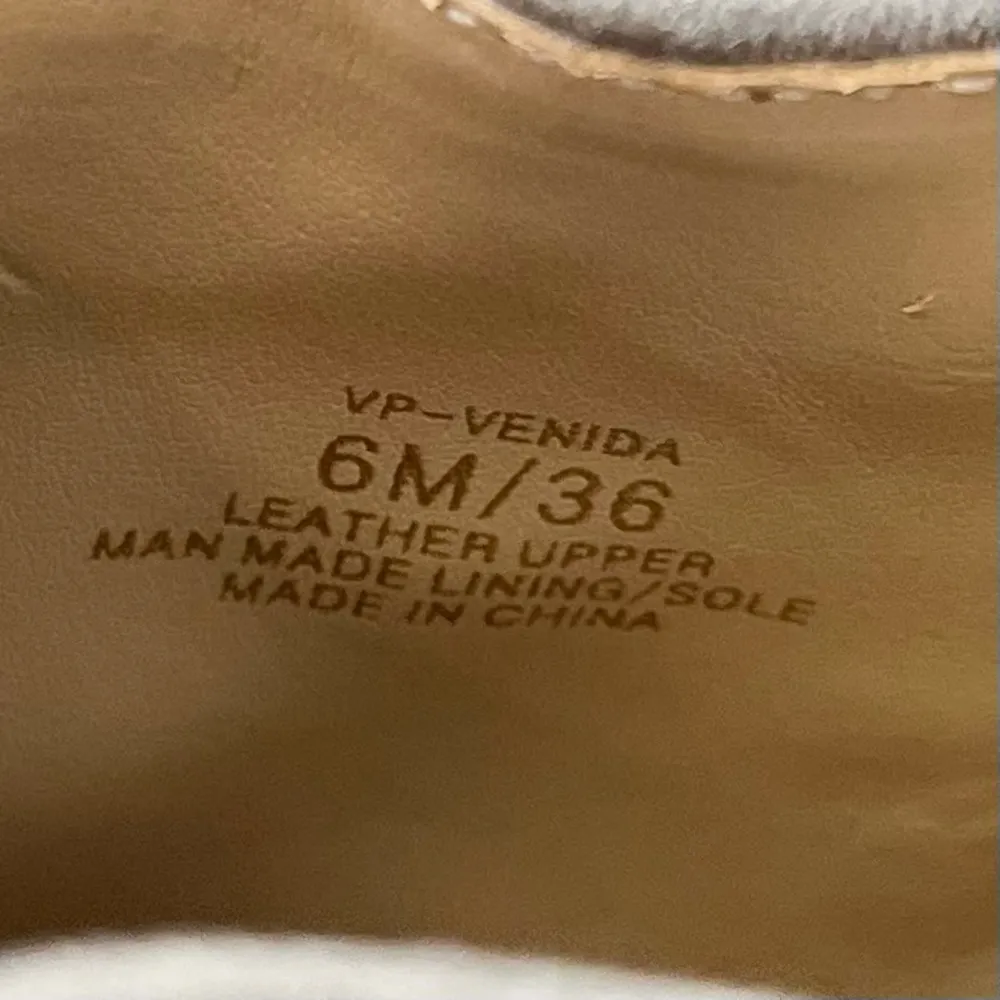 VP-VENIDA
6M/36
LEATHER UPPER
MAN MADE LINING/SOLE
MADE IN CHINA